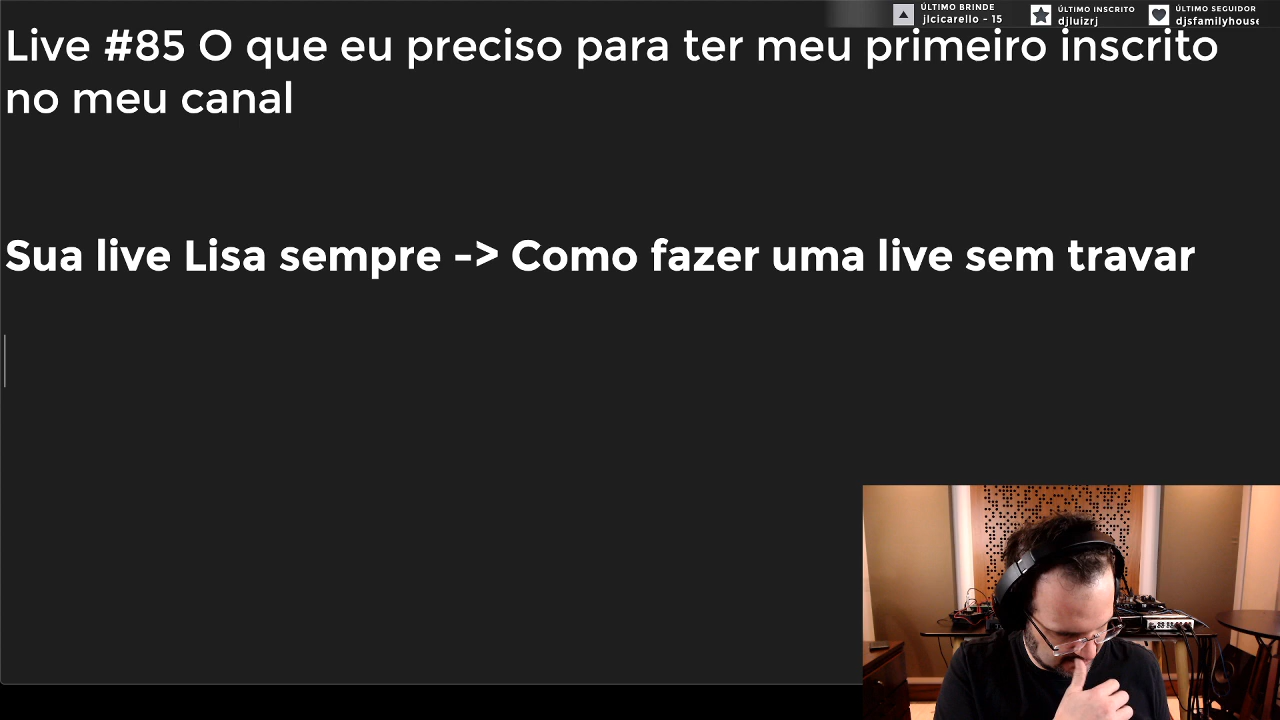 ÚLTIMO BRINDE
jlcicarello - 15
ÚLTIMO INSCRITO
djluizrj
ÚLTIMO SEGUIDOR
djsfamilyhouse
Live #85 O que eu preciso para ter meu primeiro inscrito
no meu canal
Sua live Lisa sempre -> Como fazer uma live sem travar